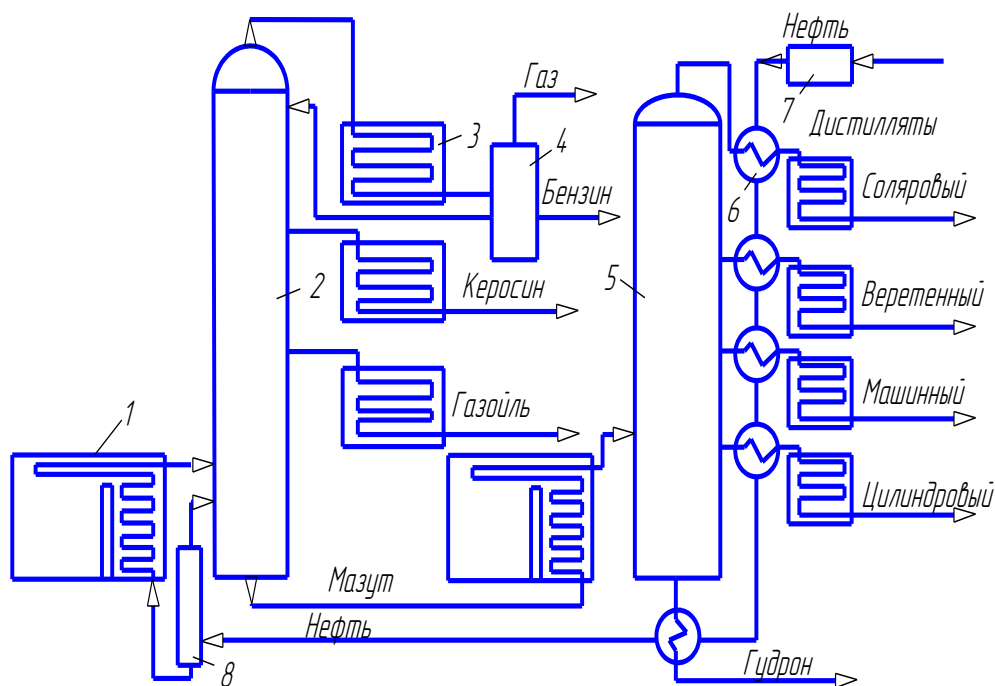 Нефть
7
Газ
3
4
Дистилляты
Бензин
6
Соляровый
2
Керосин
5
Веретенный
Газойль
Машинный
1
Цилиндровый
Мазут
Нефть
8
Гудрон